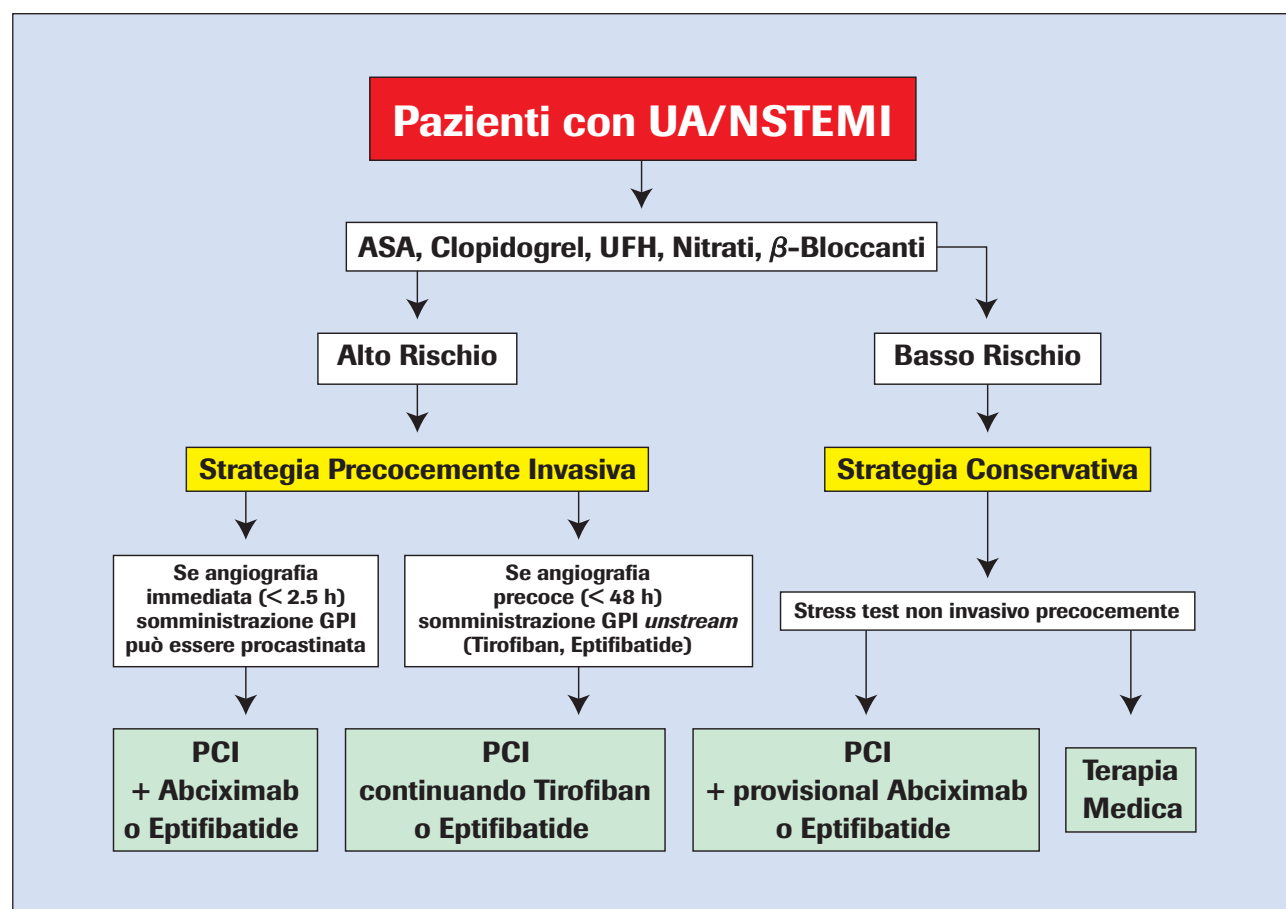 Pazienti con UA/NSTEMI
ASA, Clopidogrel, UFH, Nitrati, β-Bloccanti
Alto Rischio
Basso Rischio
Strategia Precocemente Invasiva
Strategia Conservativa
Se angiografia
immediata (< 2.5 h)
somministrazione GPI
può essere procastinata
Se angiografia
precoce (< 48 h)
somministrazione GPI unstream
(Tirofiban, Eptifibatide)
Stress test non invasivo precocemente
PCI
+ Abciximab
o Eptifibatide
PCI
continuando Tirofiban
o Eptifibatide
PCI
+ provisional Abciximab
o Eptifibatide
Terapia
Medica